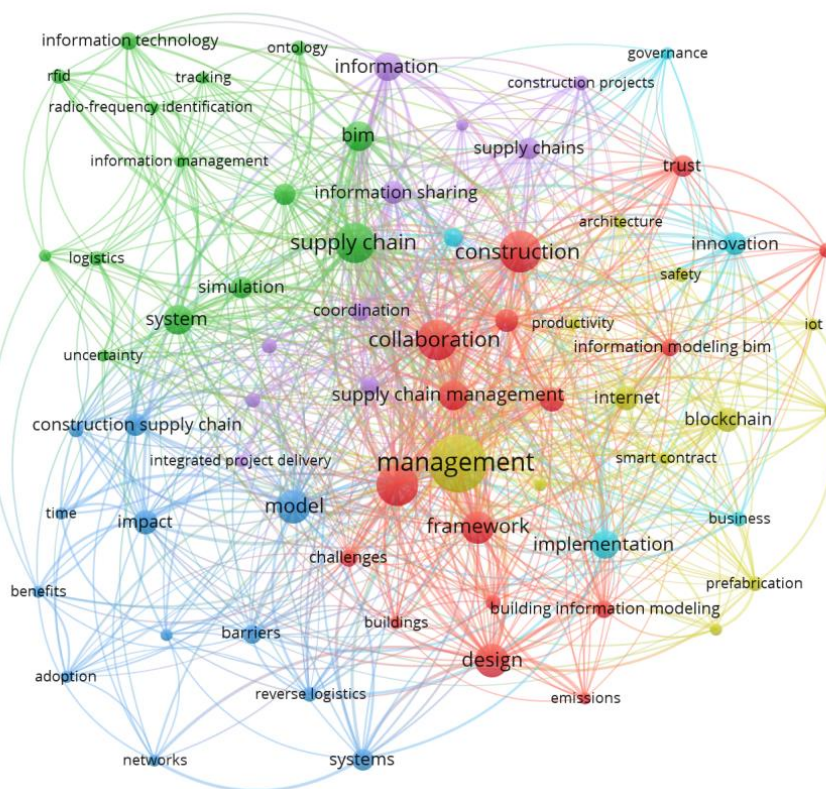 information technology
ontology
information
governance
rfid
tracking
construction projects
radio-frequency identification
bim
supply chains
information management
trust
information sharing
architecture
supply chain
construction
innovation
logistics
safety
simulation
coordination
system
productivity
iot
collaboration
information modeling bim
uncertainty
supply chain management
internet
construction supply chain
blockchain
integrated project delivery
management
smart contract
model
time
impact
framework
business
implementation
challenges
benefits
prefabrication
building information modeling
buildings
barriers
design
adoption
reverse logistics
emissions
networks
systems